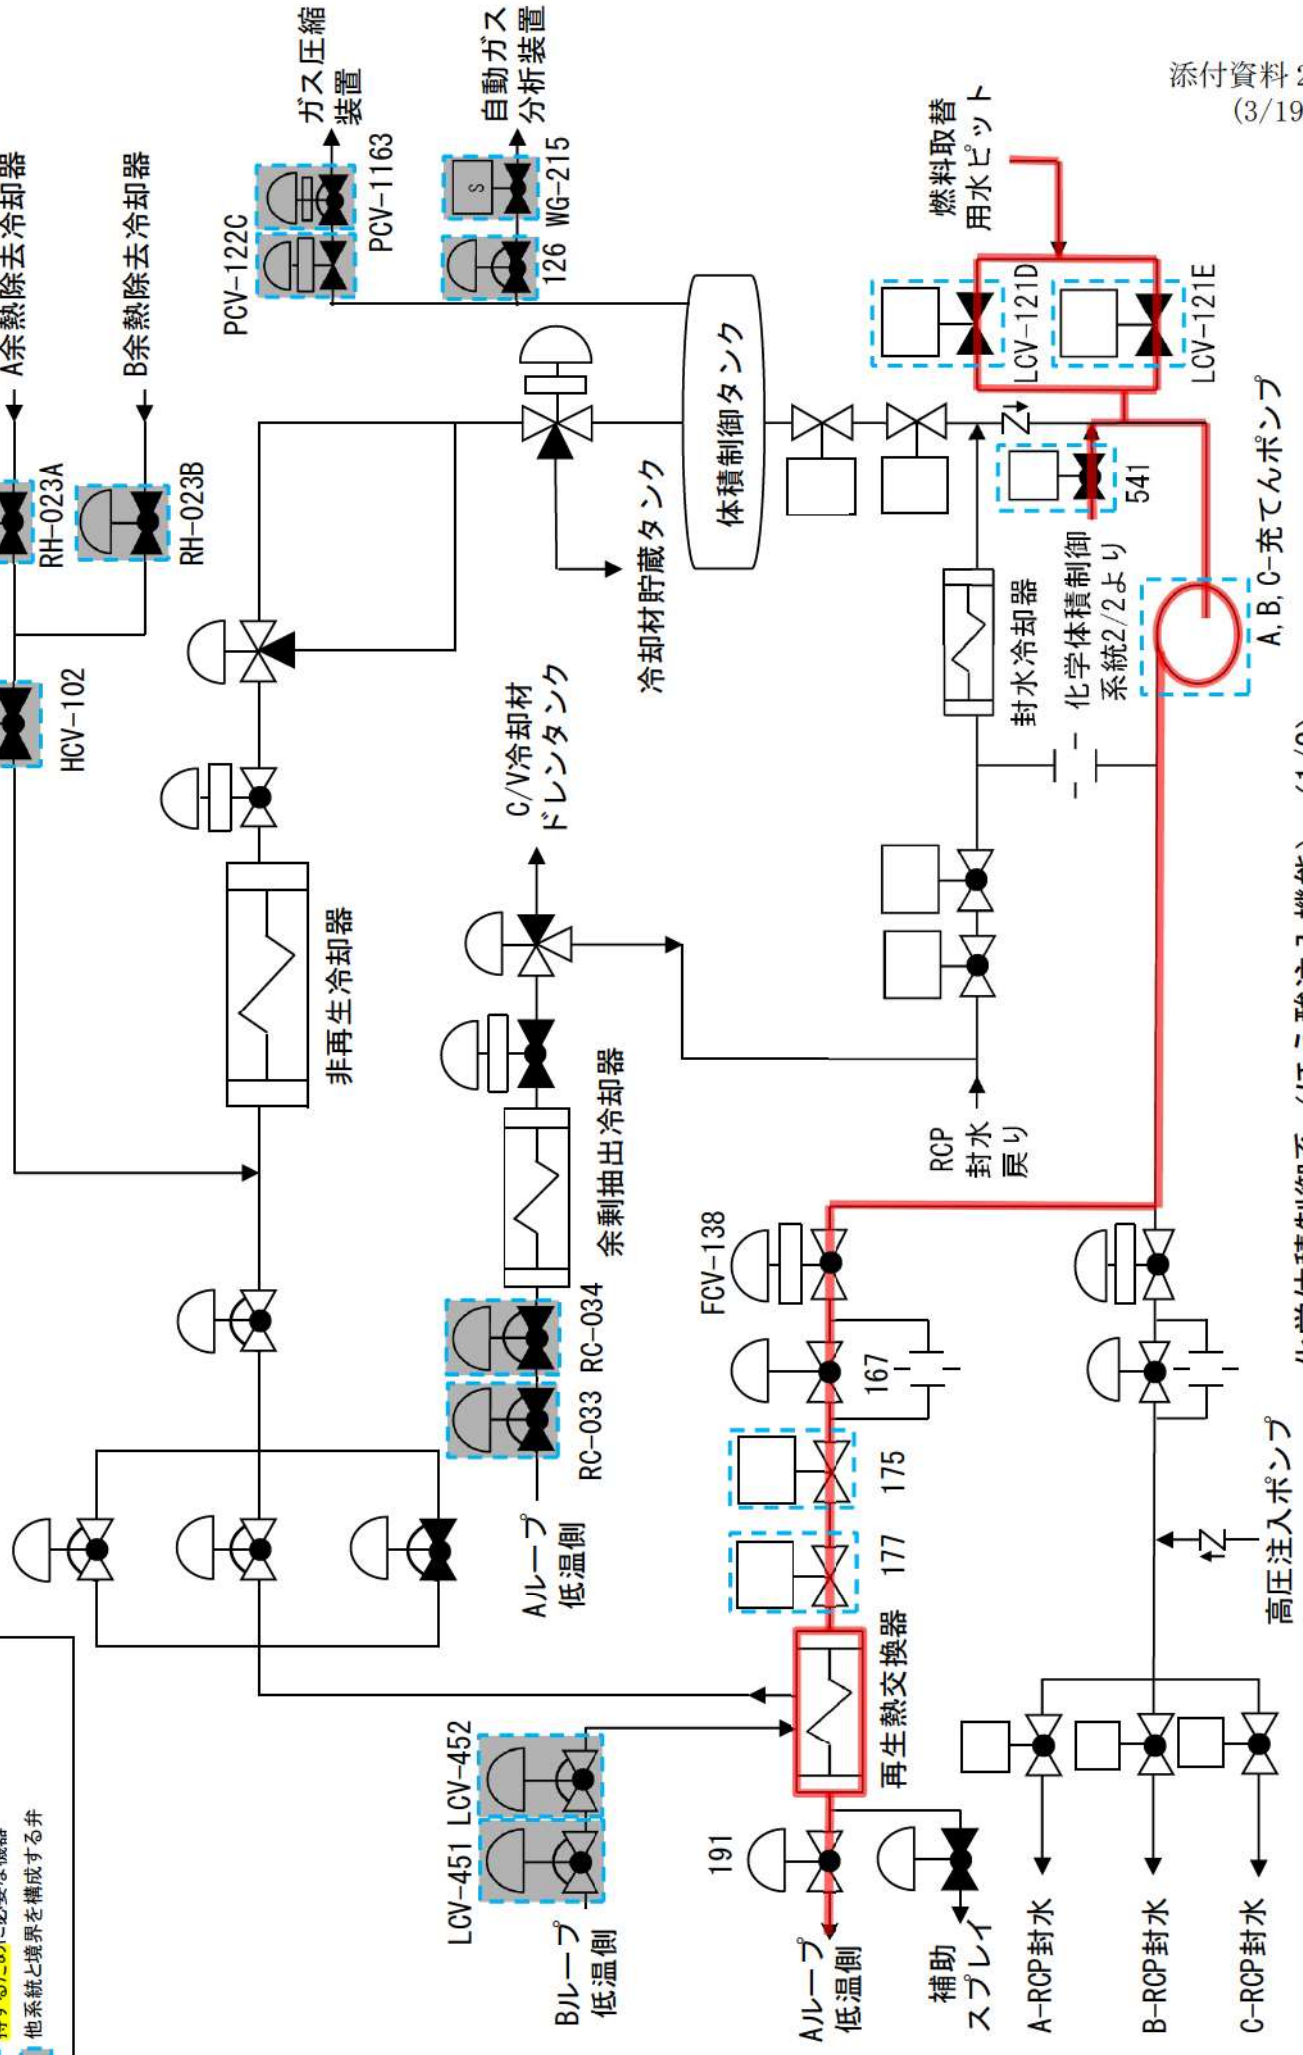 添付資料2
(3/19
A余熱除去冷却器
B余熱除去冷却器
RH-023A
RH-023B
HCV-102
ガス圧縮
装置
PCV-122C
PCV-1163
自動ガス
分析装置
S
126
WG-215
燃料取替
用水ピット
LCV-121D
LCV-121E
体積制御タンク
冷却材貯蔵タンク
541
化学体積制御
系統2/2より
A,B,C-充てんポンプ
封水冷却器
C/V冷却材
ドレンタンク
非再生冷却器
余剰抽出冷却器
RCP
封水
戻り
RC-034
RC-033
Aループ
低温側
FCV-138
167
175
177
再生熱交換器
高圧注入ポンプ
LCV-452
LCV-451
Bループ
低温側
191
Aループ
低温側
補助
スプレイ
A-RCP封水
B-RCP封水
C-RCP封水
他系統と境界を構成する弁